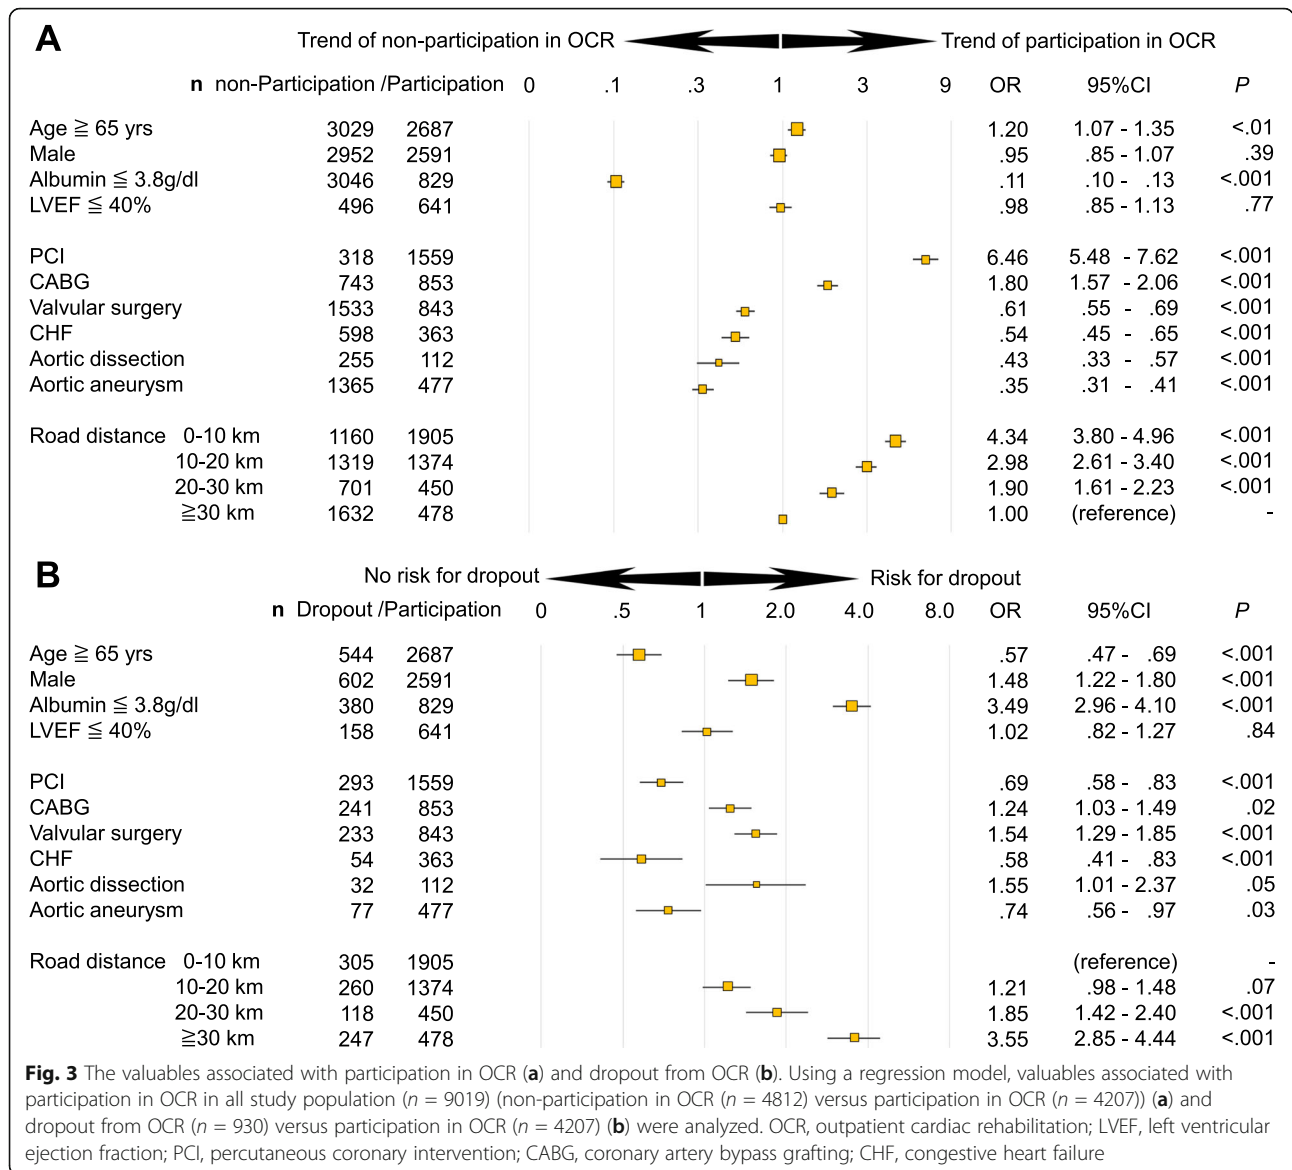 A
Trend of non-participation in OCR Trend of participation in OCR
n non-Participation /Participation 0 .1 .3 1 3 9 OR 95%CI P
Age ≧ 65 yrs 3029 2687 1.20 1.07 - 1.35 <.01
Male 2952 2591 .95 .85 - 1.07 .39
Albumin ≦ 3.8g/dl 3046 829 .11 .10 - .13 <.001
LVEF ≦ 40% 496 641 .98 .85 - 1.13 .77
PCI 318 1559 6.46 5.48 - 7.62 <.001
CABG 743 853 1.80 1.57 - 2.06 <.001
Valvular surgery 1533 843 .61 .55 - .69 <.001
CHF 598 363 .54 .45 - .65 <.001
Aortic dissection 255 112 .43 .33 - .57 <.001
Aortic aneurysm 1365 477 .35 .31 - .41 <.001
Road distance 0-10 km 1160 1905 4.34 3.80 - 4.96 <.001
10-20 km 1319 1374 2.98 2.61 - 3.40 <.001
20-30 km 701 450 1.90 1.61 - 2.23 <.001
≧30 km 1632 478 1.00 (reference) -
B
No risk for dropout Risk for dropout
n Dropout /Participation 0 .5 1 2.0 4.0 8.0 OR 95%CI P
Age ≧ 65 yrs 544 2687 .57 .47 - .69 <.001
Male 602 2591 1.48 1.22 - 1.80 <.001
Albumin ≦ 3.8g/dl 380 829 3.49 2.96 - 4.10 <.001
LVEF ≦ 40% 158 641 1.02 .82 - 1.27 .84
PCI 293 1559 .69 .58 - .83 <.001
CABG 241 853 1.24 1.03 - 1.49 .02
Valvular surgery 233 843 1.54 1.29 - 1.85 <.001
CHF 54 363 .58 .41 - .83 <.001
Aortic dissection 32 112 1.55 1.01 - 2.37 .05
Aortic aneurysm 77 477 .74 .56 - .97 .03
Road distance 0-10 km 305 1905 (reference) -
10-20 km 260 1374 1.21 .98 - 1.48 .07
20-30 km 118 450 1.85 1.42 - 2.40 <.001
≧30 km 247 478 3.55 2.85 - 4.44 <.001
Fig. 3 The valuables associated with participation in OCR (a) and dropout from OCR (b). Using a regression model, valuables associated with
participation in OCR in all study population (n = 9019) (non-participation in OCR (n = 4812) versus participation in OCR (n = 4207)) (a) and
dropout from OCR (n = 930) versus participation in OCR (n = 4207) (b) were analyzed. OCR, outpatient cardiac rehabilitation; LVEF, left ventricular
ejection fraction; PCI, percutaneous coronary intervention; CABG, coronary artery bypass grafting; CHF, congestive heart failure